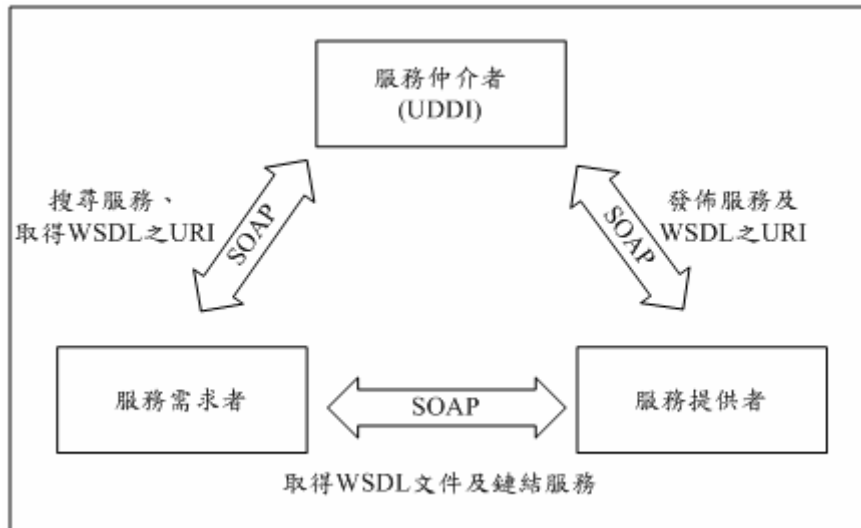 服務仲介者
(UDDI)
搜尋服務、
取得WSDL之URI
SOAP
SOAP
發佈服務及
WSDL之URI
服務需求者
SOAP
服務提供者
取得WSDL文件及鏈結服務